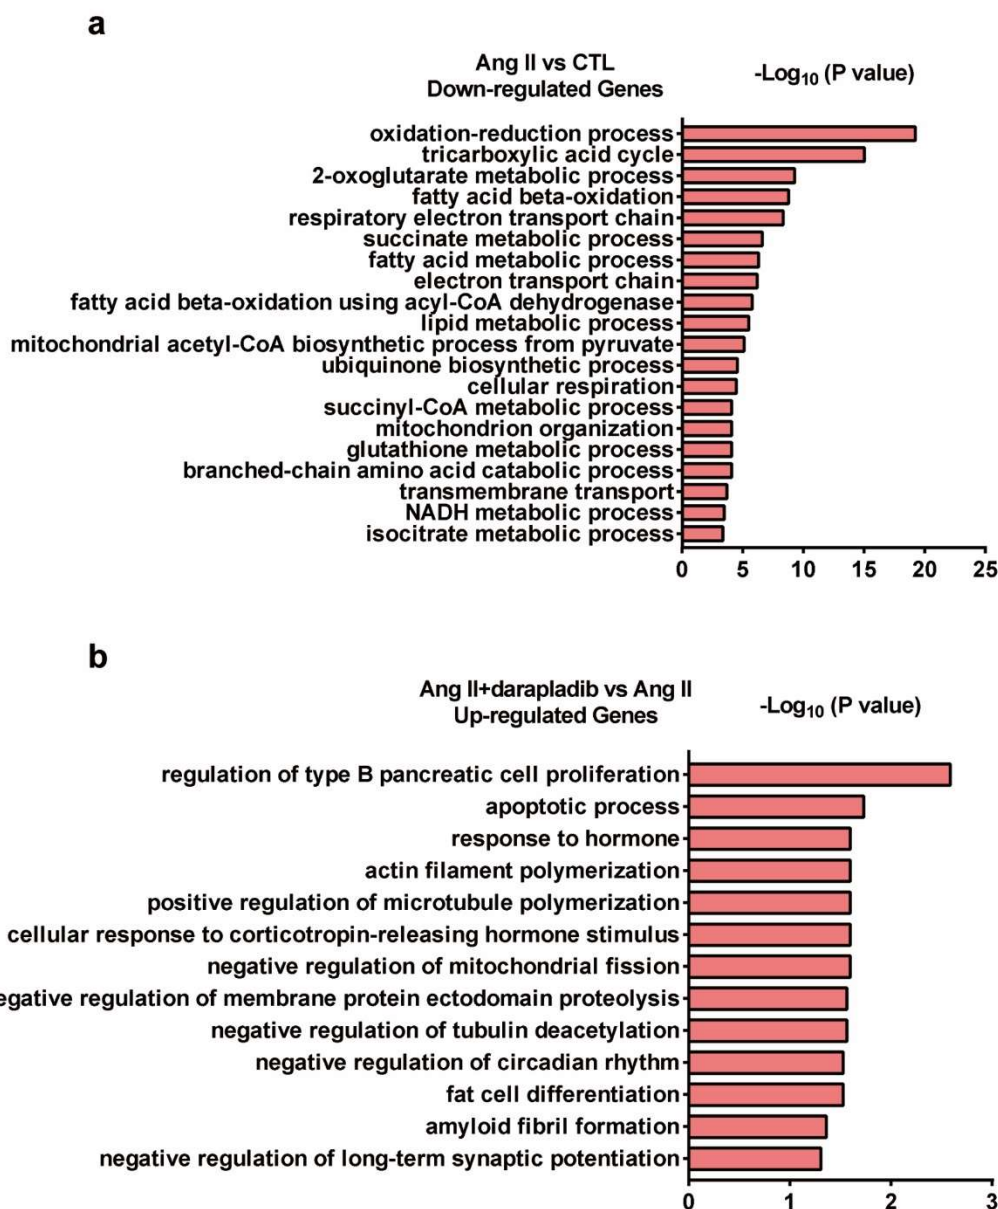 a
Ang II vs CTL
Down-regulated Genes
-Log10 (P value)
oxidation-reduction process
tricarboxylic acid cycle
2-oxoglutarate metabolic process
fatty acid beta-oxidation
respiratory electron transport chain
succinate metabolic process
fatty acid metabolic process
electron transport chain
fatty acid beta-oxidation using acyl-CoA dehydrogenase
lipid metabolic process
mitochondrial acetyl-CoA biosynthetic process from pyruvate
ubiquinone biosynthetic process
cellular respiration
succinyl-CoA metabolic process
mitochondrion organization
glutathione metabolic process
branched-chain amino acid catabolic process
transmembrane transport
NADH metabolic process
isocitrate metabolic process
0 5 10 15 20 25
b
Ang II+darapladib vs Ang II
Up-regulated Genes
-Log10 (P value)
regulation of type B pancreatic cell proliferation
apoptotic process
response to hormone
actin filament polymerization
positive regulation of microtubule polymerization
cellular response to corticotropin-releasing hormone stimulus
negative regulation of mitochondrial fission
egative regulation of membrane protein ectodomain proteolysis
negative regulation of tubulin deacetylation
negative regulation of circadian rhythm
fat cell differentiation
amyloid fibril formation
negative regulation of long-term synaptic potentiation
0 1 2 3